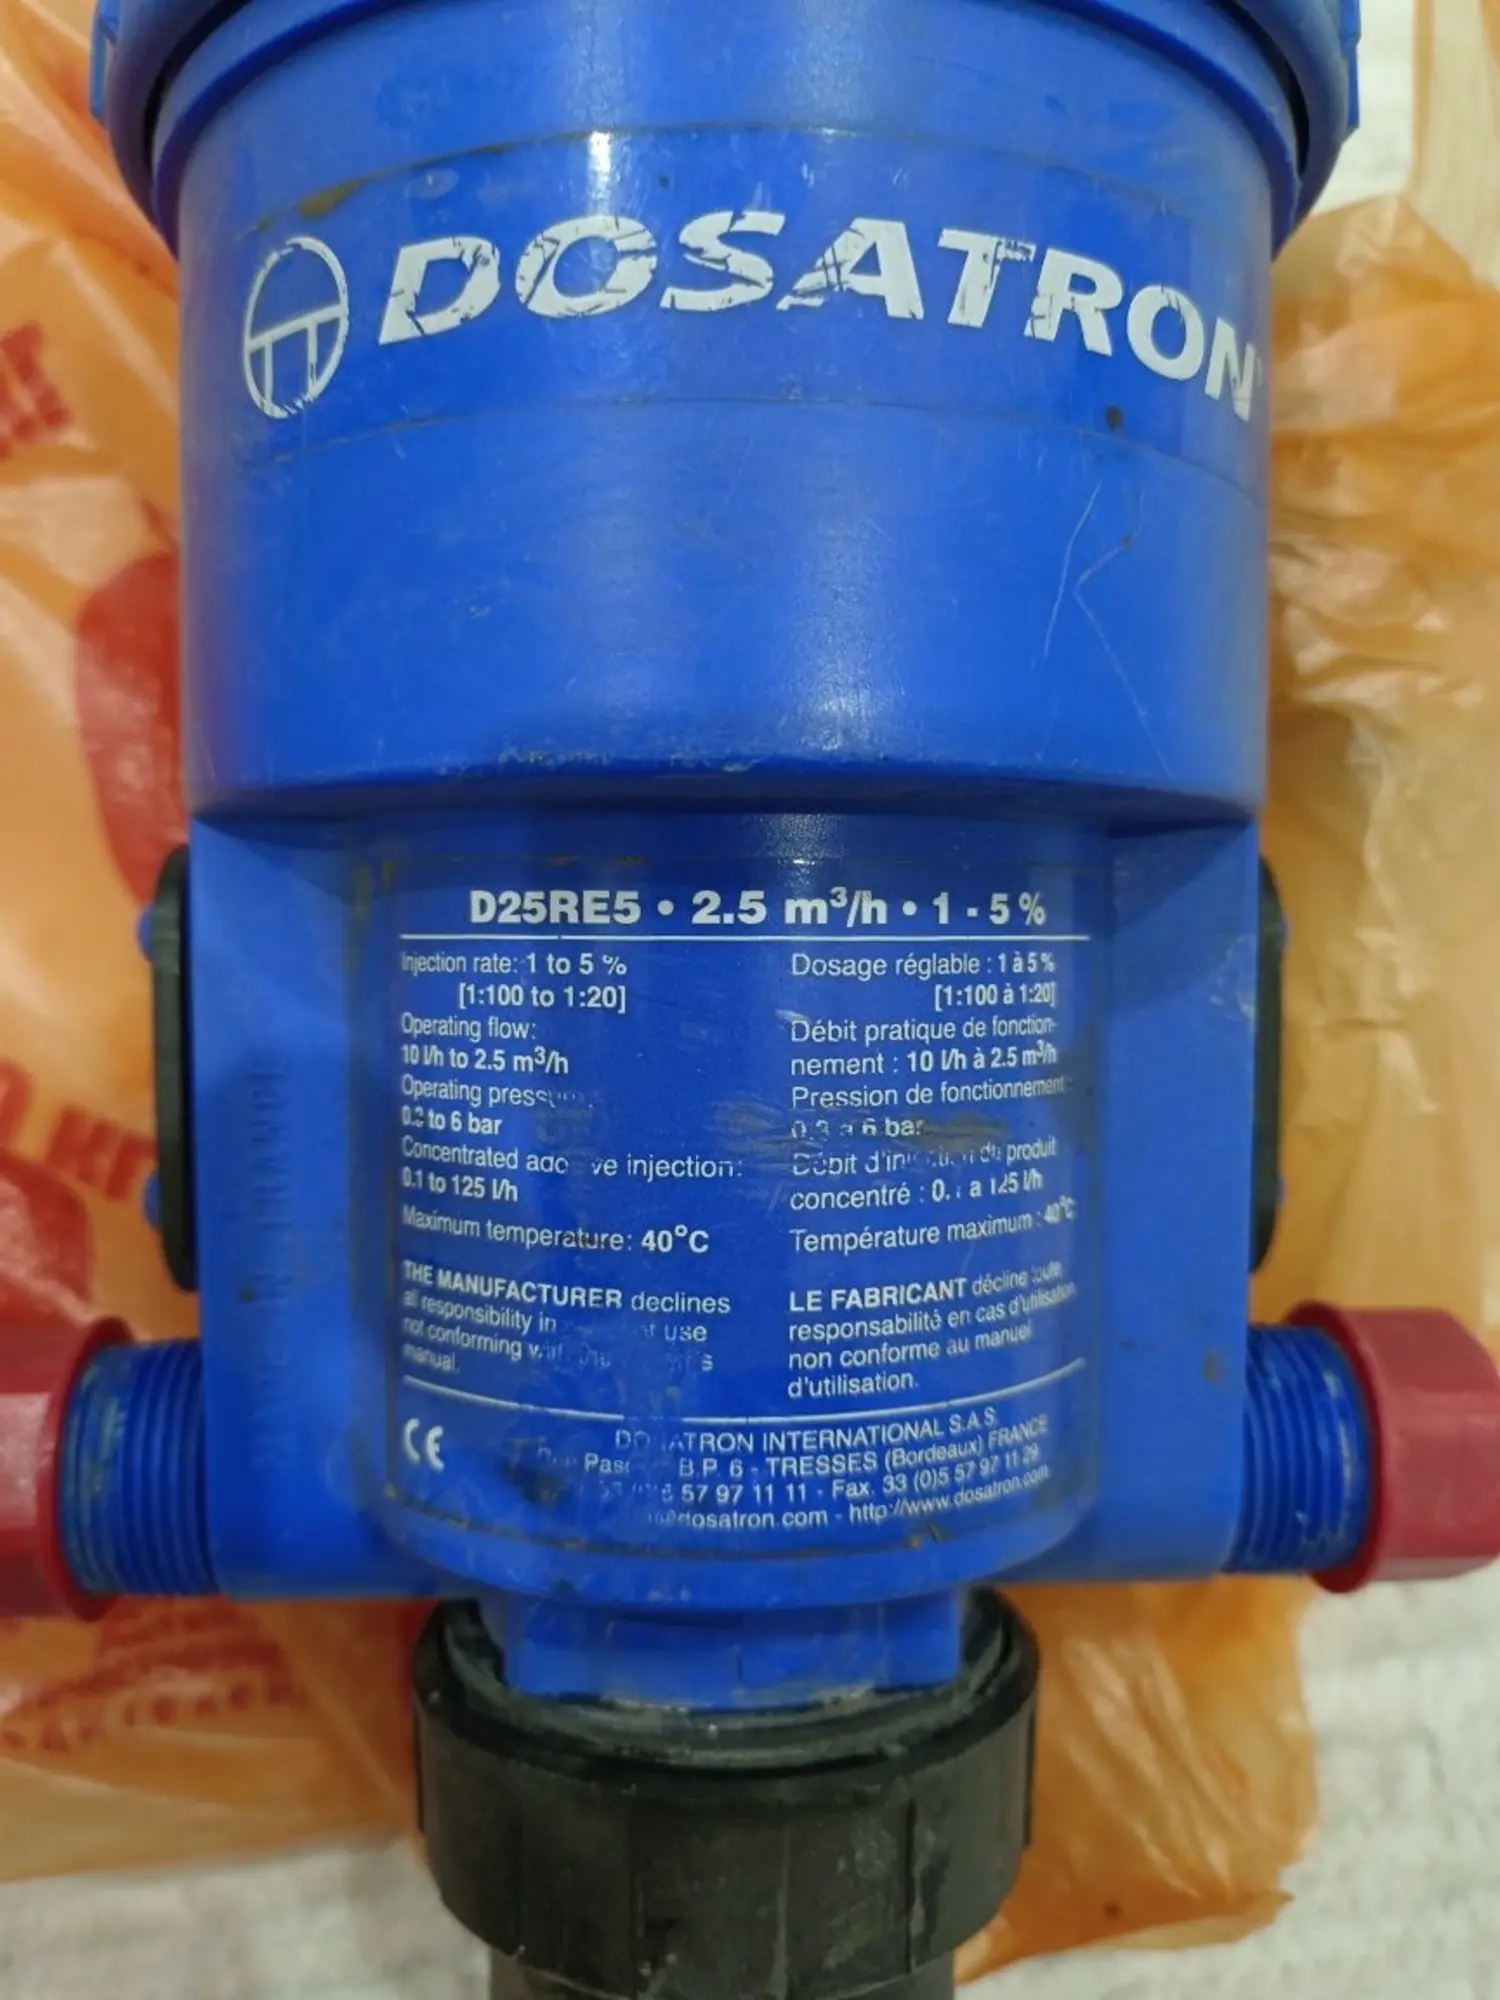 DOSATRON
D25RE5 • 2.5 m³/h • 1 - 5 %
Injection rate: 1 to 5 %
[1:100 to 1:20]
Operating flow:
10 l/h to 2.5 m³/h
Operating
to 6 bar
Concentrated injection:
0.1 to 125 l/h
Maximum temperature: 40°C
THE MANUFACTURER declines
all responsibility in use
not conforming
manual.
Dosage réglable : 1 à 5 %
[1:100 à 1:20]
Débit pratique de fonction-
nement : 10 l/h à 2.5 m³/h
Pression de fonctionnement
6 bar
Débit du produit
concentré : l/h
Température maximum : 40°C
LE FABRICANT décline toute
responsabilité en cas d'utilisation
non conforme au manuel
d'utilisation.
CE
INTERNATIONAL S.A.S.
B.P. 6 - TRESSES (Bordeaux) FRANCE
57 97 11 11 - Fax. 33 (0)5 57 97 11 29
dosatron.com - http://www.dosatron.com
FRANCE